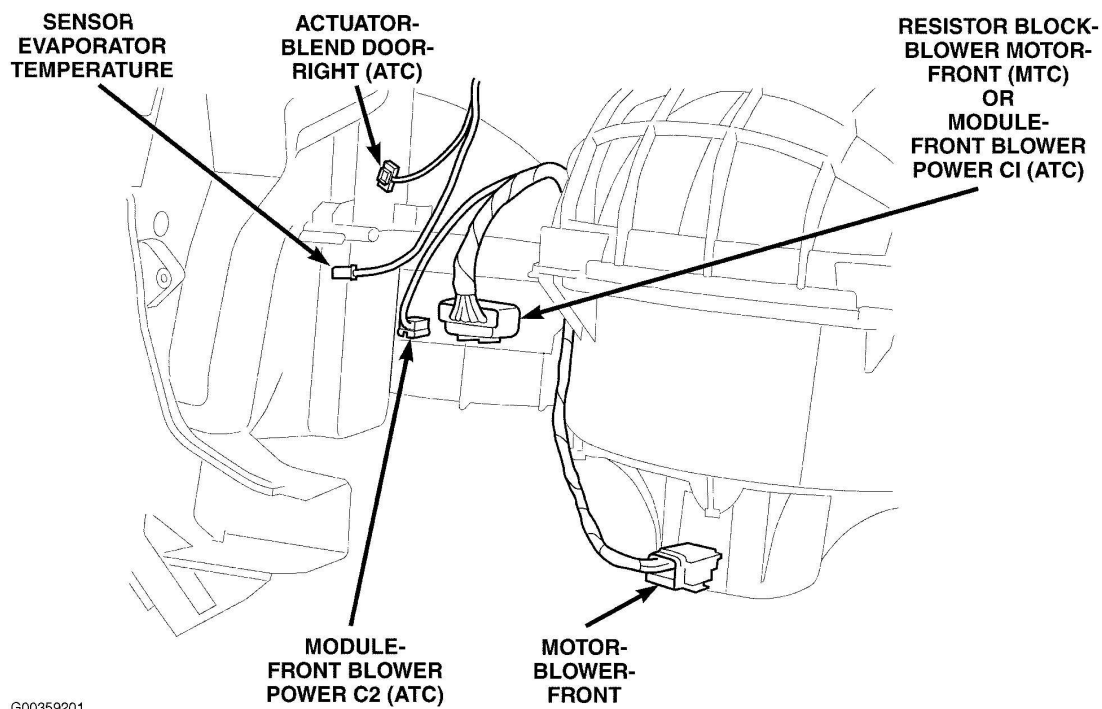 SENSOR
EVAPORATOR
TEMPERATURE
ACTUATOR-
BLEND DOOR-
RIGHT (ATC)
RESISTOR BLOCK-
BLOWER MOTOR-
FRONT (MTC)
OR
MODULE-
FRONT BLOWER
POWER CI (ATC)
MODULE-
FRONT BLOWER
POWER C2 (ATC)
MOTOR-
BLOWER-
FRONT
G00359201